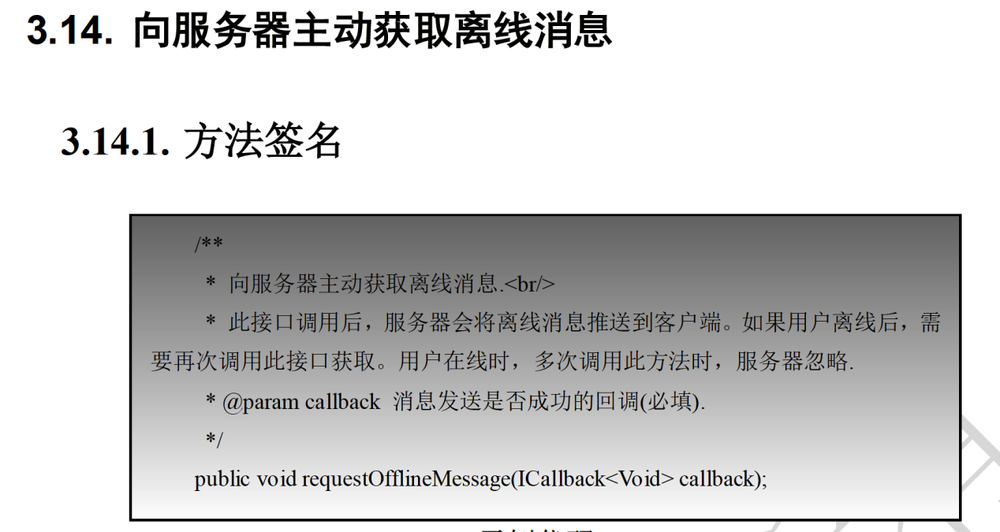 3.14. 向服务器主动获取离线消息
3.14.1. 方法签名
/**
* 向服务器主动获取离线消息.<br/>
* 此接口调用后，服务器会将离线消息推送到客户端。如果用户离线后，需
要再次调用此接口获取。用户在线时，多次调用此方法时，服务器忽略.
* @param callback 消息发送是否成功的回调(必填).
*/
public void requestOfflineMessage(ICallback<Void> callback);